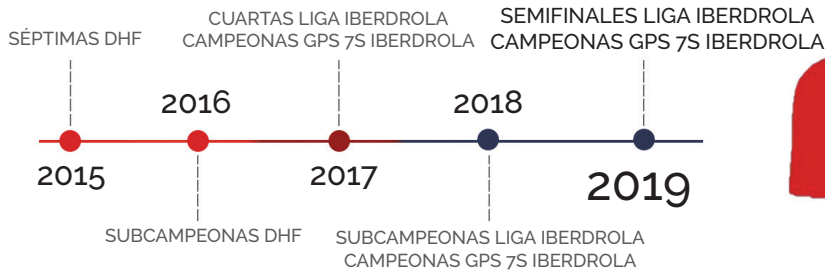 SÉPTIMAS DHF
CUARTAS LIGA IBERDROLA
CAMPEONAS GPS 7S IBERDROLA
SEMIFINALES LIGA IBERDROLA
CAMPEONAS GPS 7S IBERDROLA
2016
2018
2015
2017
2019
SUBCAMPEONAS DHF
SUBCAMPEONAS LIGA IBERDROLA
CAMPEONAS GPS 7S IBERDROLA